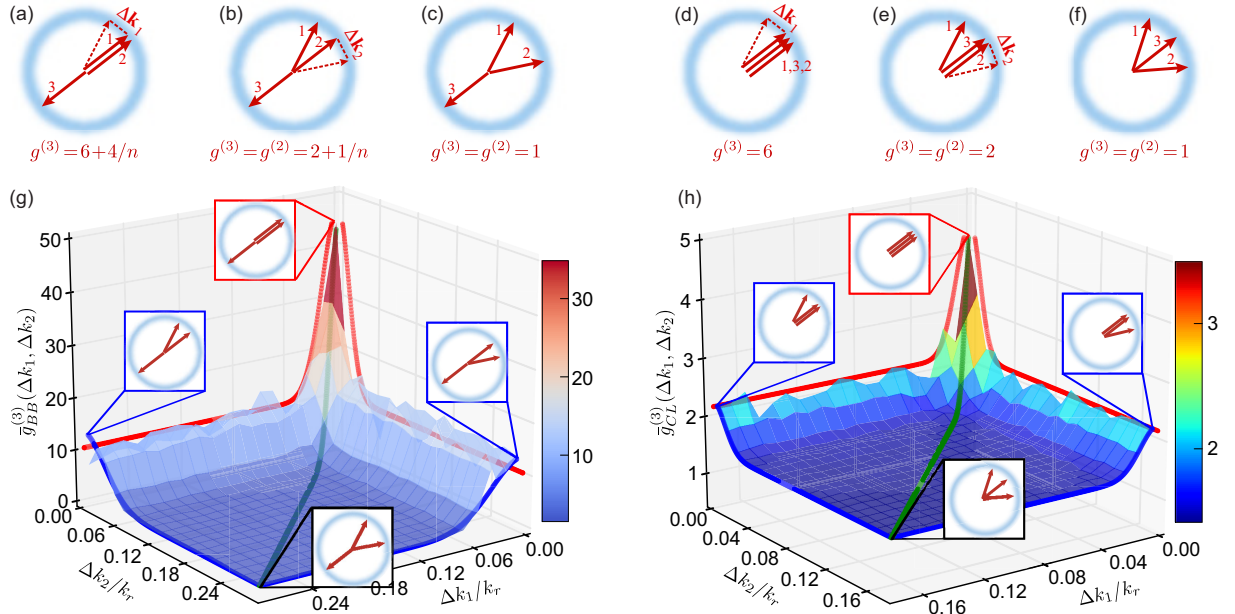 (a)
Δk₁
1
2
3
g⁽³⁾=6+4/n
(b)
1
2
Δk₂
3
g⁽³⁾=g⁽²⁾=2+1/n
(c)
1
2
3
g⁽³⁾=g⁽²⁾=1
(d)
Δk₁
1,3,2
g⁽³⁾=6
(e)
1
3
2
Δk₂
g⁽³⁾=g⁽²⁾=2
(f)
1
3
2
g⁽³⁾=g⁽²⁾=1
(g)
50
40
30
20
10
0
ḡ⁽³⁾_BB(Δk₁, Δk₂)
0.00
0.06
0.12
0.18
0.24
Δk₂/kᵣ
0.24
0.18
0.12
0.06
0.00
Δk₁/kᵣ
30
20
10
(h)
5
4
3
2
1
ḡ⁽³⁾_CL(Δk₁, Δk₂)
0.00
0.04
0.08
0.12
0.16
Δk₂/kᵣ
0.16
0.12
0.08
0.04
0.00
Δk₁/kᵣ
3
2